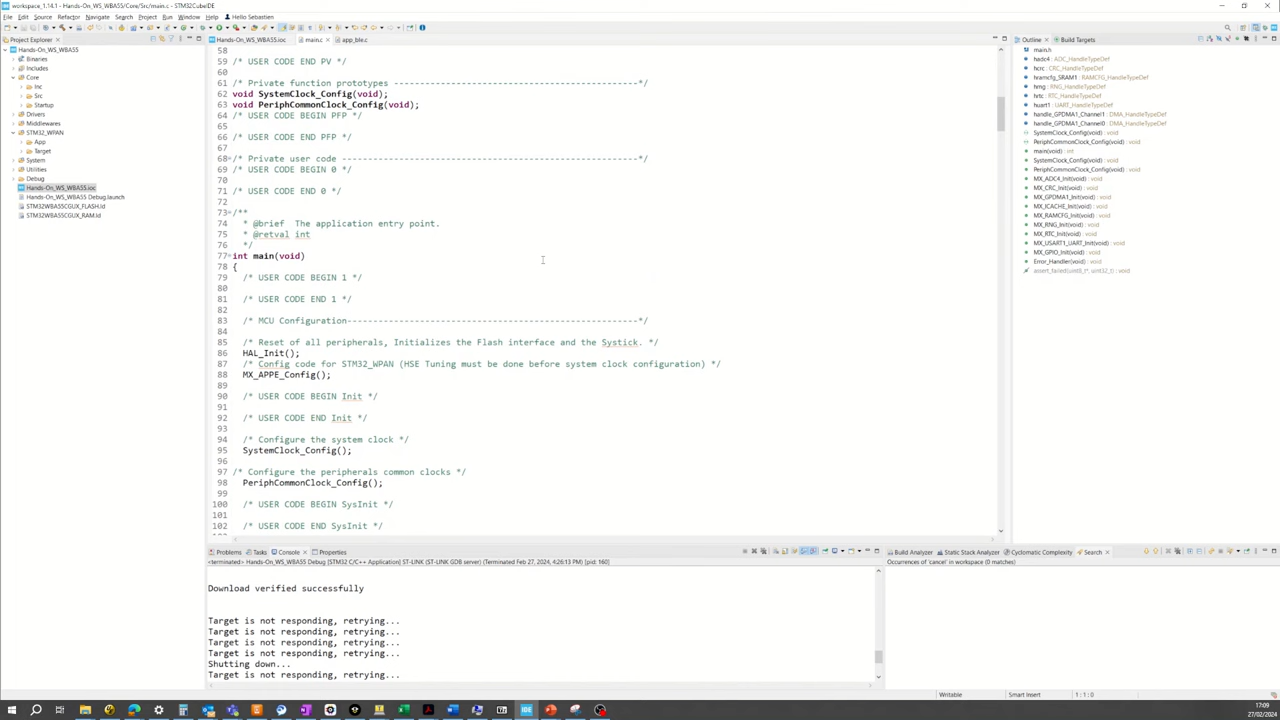 workspace_1.14.1 - Hands-On_WS_WBA55/Core/Src/main.c - STM32CubeIDE
File Edit Source Refactor Navigate Search Project Run Window Help Hello Sebastien
Project Explorer
Hands-On_WS_WBA55
Binaries
Includes
Core
Inc
Src
Startup
Drivers
Middlewares
STM32_WPAN
App
Target
System
Utilities
Debug
Hands-On_WS_WBA55.ioc
Hands-On_WS_WBA55 Debug.launch
STM32WBA55CGUX_FLASH.ld
STM32WBA55CGUX_RAM.ld
Hands-On_WS_WBA55.ioc main.c app_ble.c
58
59 /* USER CODE END PV */
60
61 /* Private function prototypes -----------------------------------------------*/
62 void SystemClock_Config(void);
63 void PeriphCommonClock_Config(void);
64 /* USER CODE BEGIN PFP */
65
66 /* USER CODE END PFP */
67
68 /* Private user code ---------------------------------------------------------*/
69 /* USER CODE BEGIN 0 */
70
71 /* USER CODE END 0 */
72
73 /**
74 * @brief The application entry point.
75 * @retval int
76 */
77 int main(void)
78 {
79 /* USER CODE BEGIN 1 */
80
81 /* USER CODE END 1 */
82
83 /* MCU Configuration--------------------------------------------------------*/
84
85 /* Reset of all peripherals, Initializes the Flash interface and the Systick. */
86 HAL_Init();
87 /* Config code for STM32_WPAN (HSE Tuning must be done before system clock configuration) */
88 MX_APPE_Config();
89
90 /* USER CODE BEGIN Init */
91
92 /* USER CODE END Init */
93
94 /* Configure the system clock */
95 SystemClock_Config();
96
97 /* Configure the peripherals common clocks */
98 PeriphCommonClock_Config();
99
100 /* USER CODE BEGIN SysInit */
101
102 /* USER CODE END SysInit */
Outline Build Targets
main.h
hadc4 : ADC_HandleTypeDef
hcrc : CRC_HandleTypeDef
hramcfg_SRAM1 : RAMCFG_HandleTypeDef
hrng : RNG_HandleTypeDef
hrtc : RTC_HandleTypeDef
huart1 : UART_HandleTypeDef
handle_GPDMA1_Channel1 : DMA_HandleTypeDef
handle_GPDMA1_Channel0 : DMA_HandleTypeDef
SystemClock_Config(void) : void
PeriphCommonClock_Config(void) : void
main(void) : int
SystemClock_Config(void) : void
PeriphCommonClock_Config(void) : void
MX_ADC4_Init(void) : void
MX_CRC_Init(void) : void
MX_GPDMA1_Init(void) : void
MX_ICACHE_Init(void) : void
MX_RAMCFG_Init(void) : void
MX_RNG_Init(void) : void
MX_RTC_Init(void) : void
MX_USART1_UART_Init(void) : void
MX_GPIO_Init(void) : void
Error_Handler(void) : void
assert_failed(uint8_t*, uint32_t) : void
Problems Tasks Console Properties
<terminated> Hands-On_WS_WBA55 Debug [STM32 C/C++ Application] ST-LINK (ST-LINK GDB server) (Terminated Feb 27, 2024, 4:26:13 PM) [pid: 160]
Download verified successfully
Target is not responding, retrying...
Target is not responding, retrying...
Target is not responding, retrying...
Target is not responding, retrying...
Shutting down...
Target is not responding, retrying...
Build Analyzer Static Stack Analyzer Cyclomatic Complexity Search
Occurrences of 'cancel' in workspace (0 matches)
Writable Smart Insert 1 : 1 : 0
17:09
27/02/2024